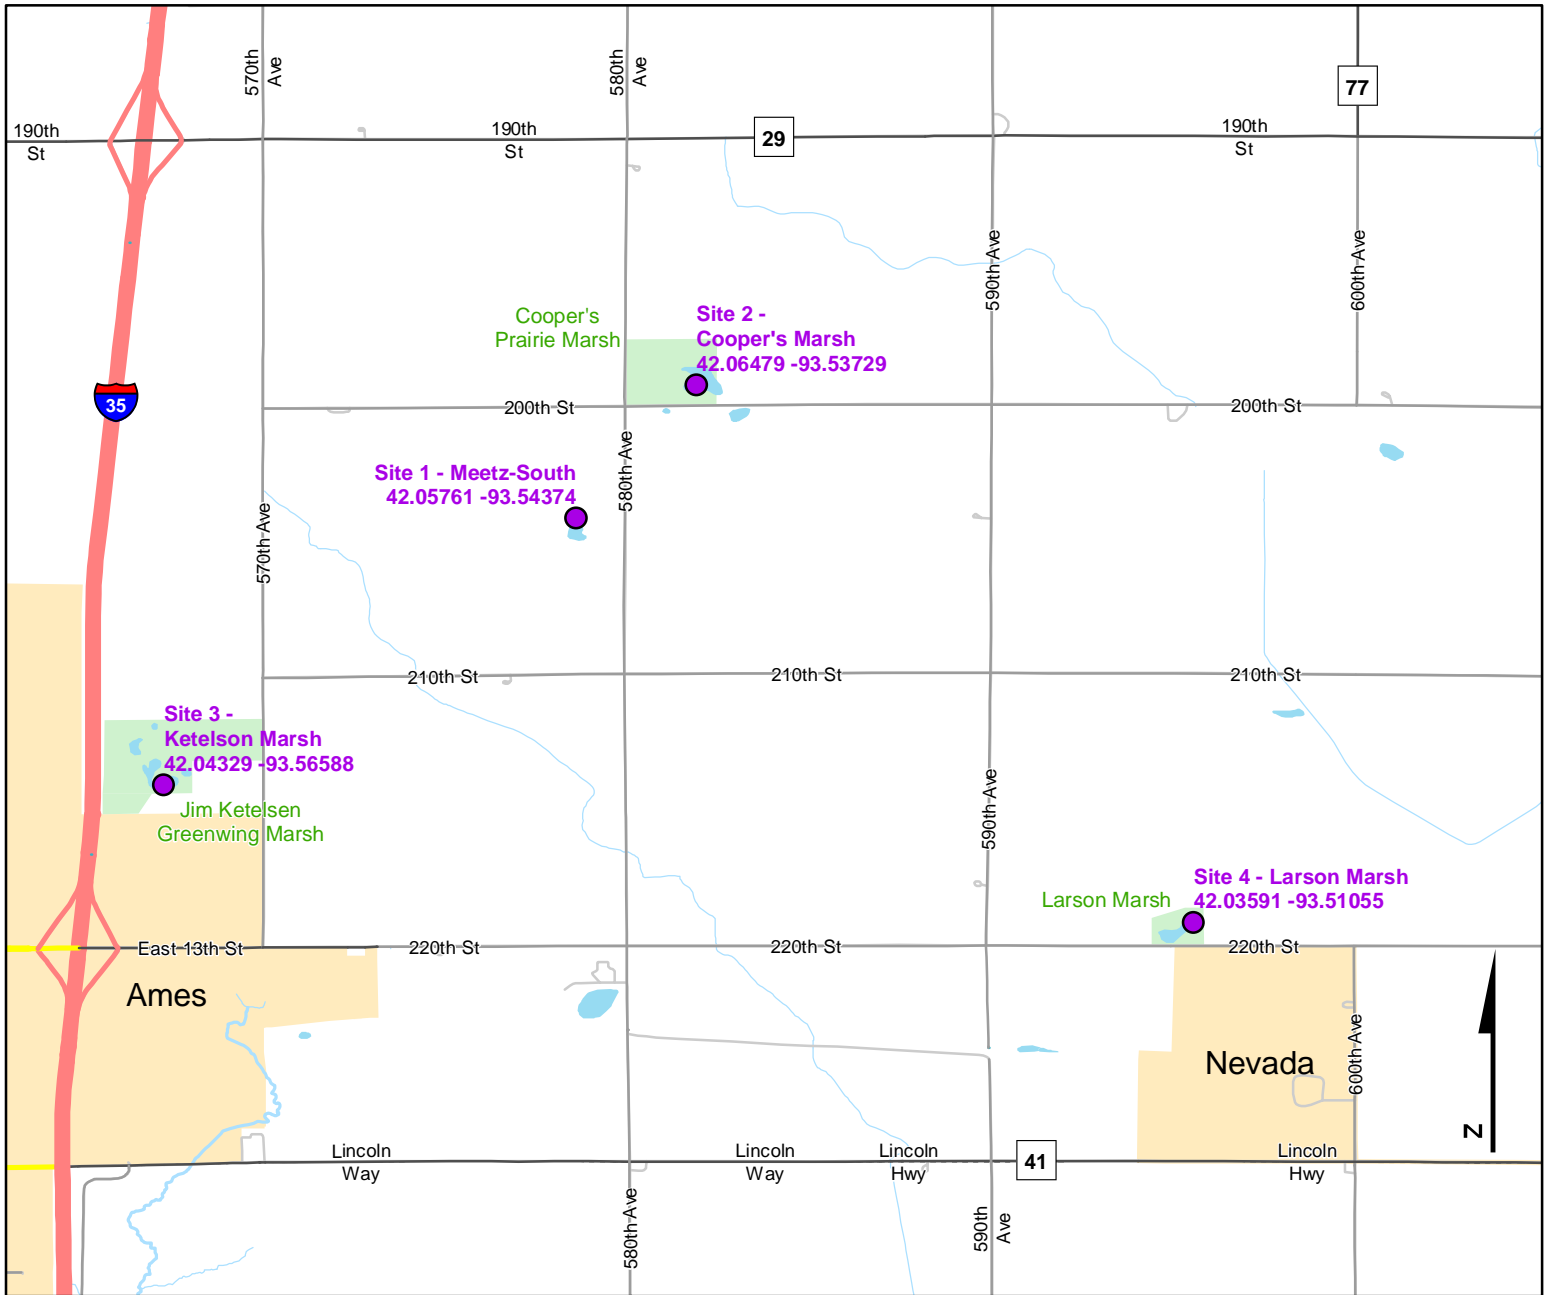 570th
Ave
580th
Ave
77
190th
St
190th
St
29
190th
St
590th Ave
600th Ave
Cooper's
Prairie Marsh
Site 2 -
Cooper's Marsh
42.06479 -93.53729
35
200th St
200th St
Site 1 - Meetz-South
42.05761 -93.54374
580th Ave
570th Ave
210th St
210th St
210th St
Site 3 -
Ketelson Marsh
42.04329 -93.56588
Jim Ketelsen
Greenwing Marsh
590th Ave
Site 4 - Larson Marsh
42.03591 -93.51055
Larson Marsh
East 13th St
220th St
220th St
220th St
Ames
Nevada
600th Ave
N
Lincoln
Way
Lincoln
Way
Lincoln
Hwy
41
Lincoln
Hwy
580th Ave
590th
Ave